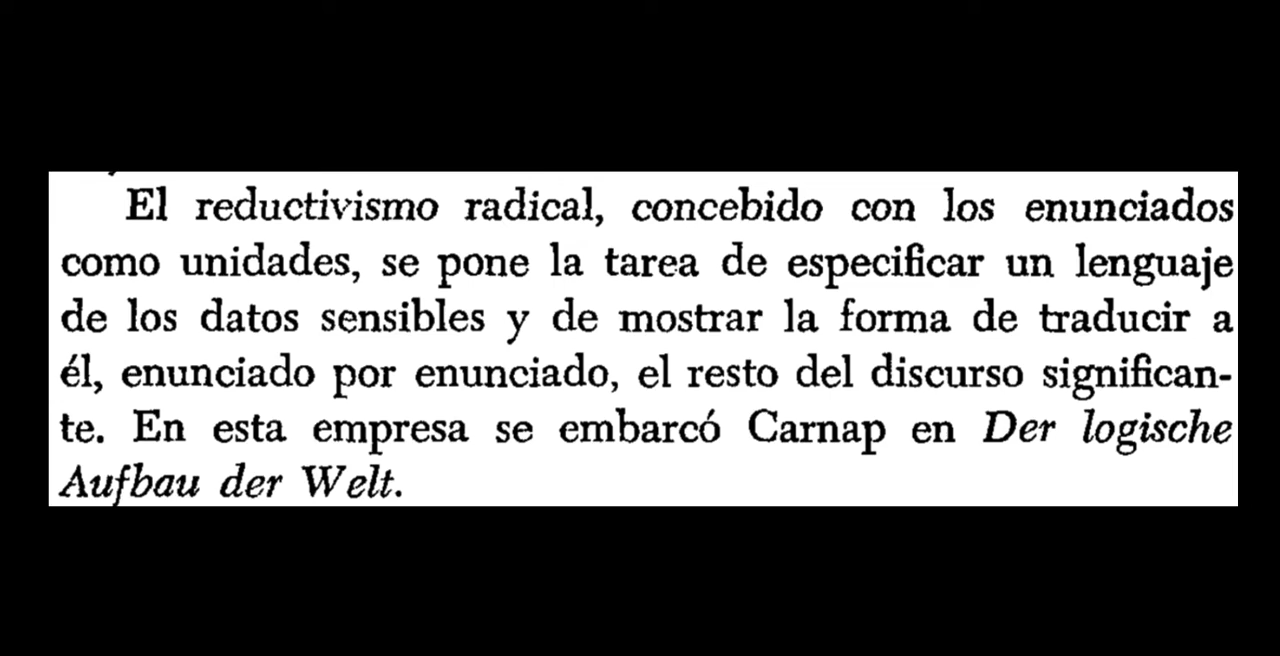 El reductivismo radical, concebido con los enunciados
como unidades, se pone la tarea de especificar un lenguaje
de los datos sensibles y de mostrar la forma de traducir a
él, enunciado por enunciado, el resto del discurso significan-
te. En esta empresa se embarcó Carnap en Der logische
Aufbau der Welt.